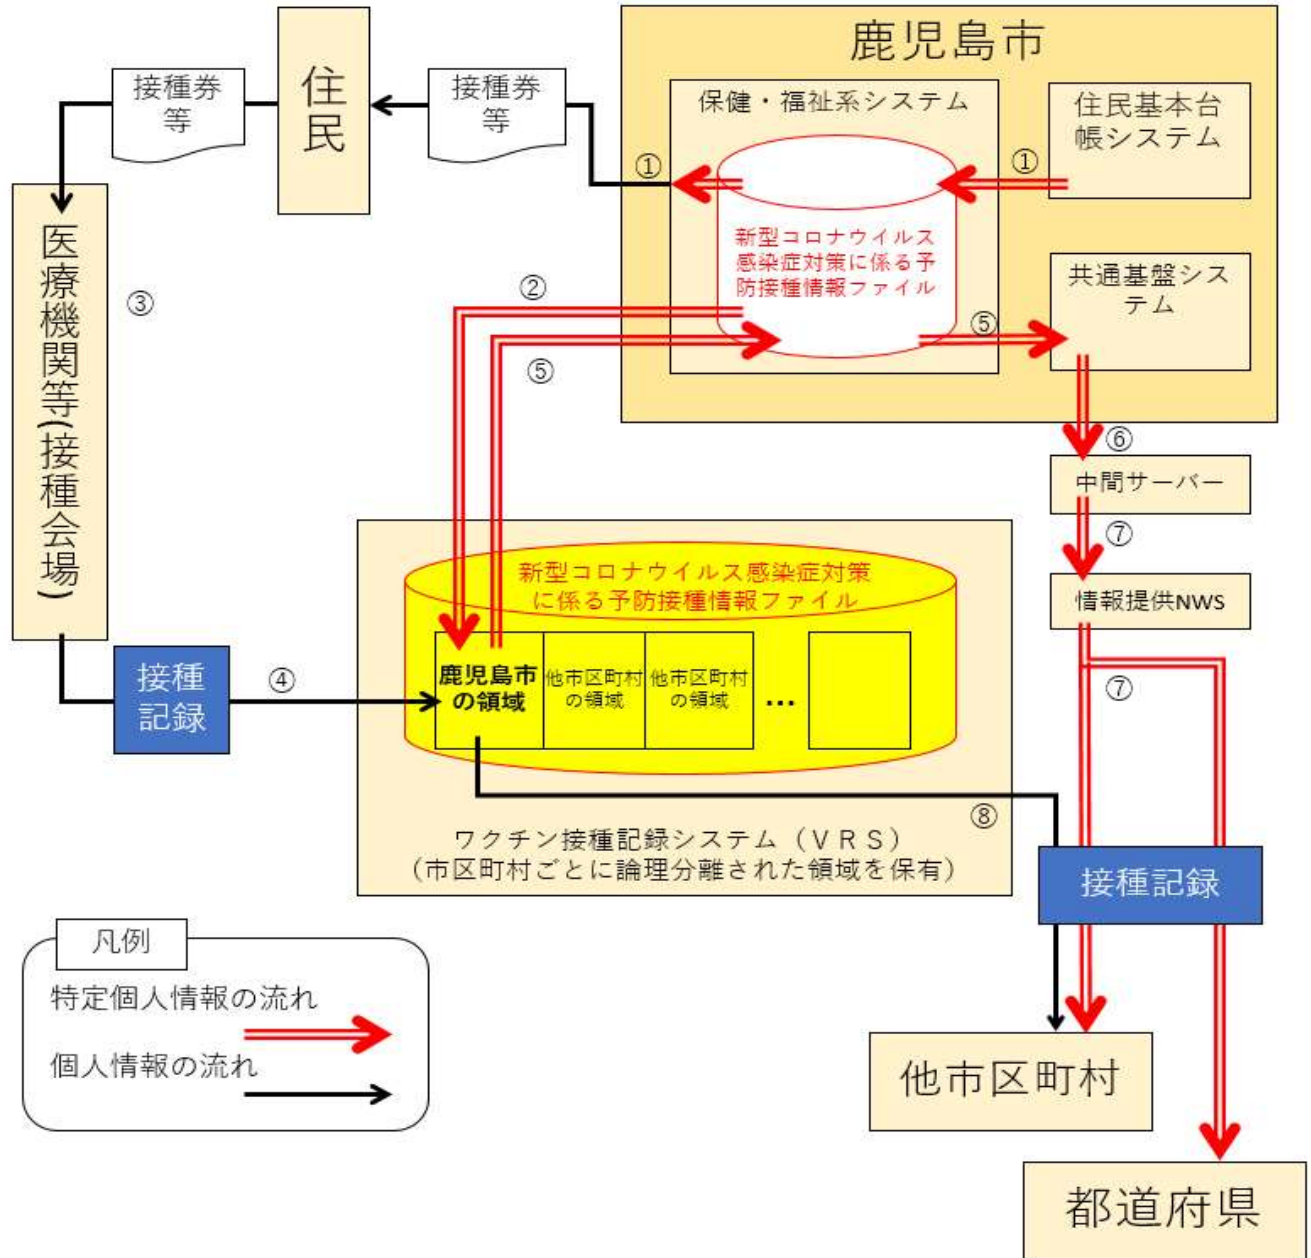 鹿児島市
接種券
等
住民
接種券
等
保健・福祉系システム
住民基本台
帳システム
①
①
新型コロナウイルス
感染症対策に係る予
防接種情報ファイル
共通基盤シス
テム
②
⑤
⑤
医療機関等(接種会場)
③
⑥
中間サーバー
⑦
情報提供NWS
⑦
新型コロナウイルス感染症対策
に係る予防接種情報ファイル
鹿児島市
の領域
他市区町村
の領域
他市区町村
の領域
…
接種
記録
④
⑧
ワクチン接種記録システム（ＶＲＳ）
（市区町村ごとに論理分離された領域を保有）
接種記録
凡例
特定個人情報の流れ
個人情報の流れ
他市区町村
都道府県